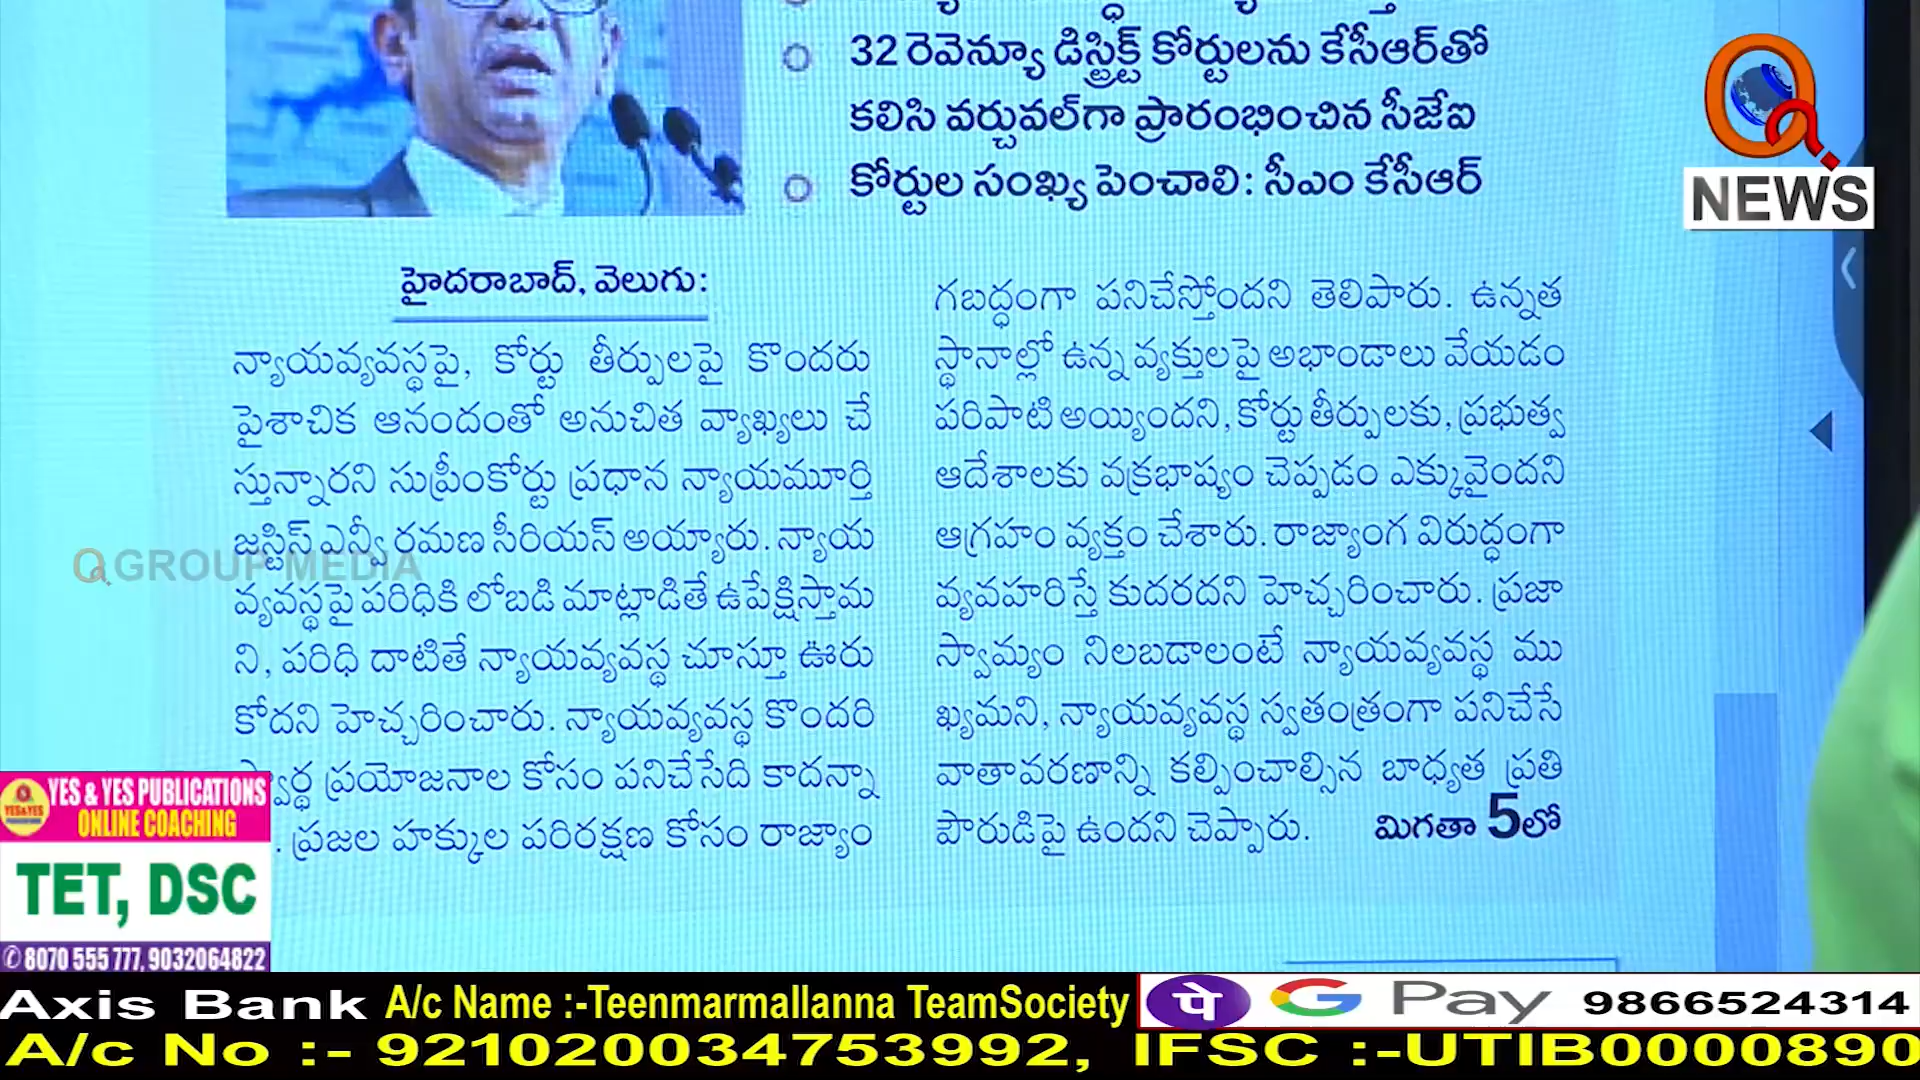 32 రెవెన్యూ డిస్ట్రిక్ట్ కోర్టులను కేసీఆర్‌తో
కలిసి వర్చువల్‌గా ప్రారంభించిన సీజేఐ
కోర్టుల సంఖ్య పెంచాలి: సీఎం కేసీఆర్
హైదరాబాద్, వెలుగు:
న్యాయవ్యవస్థపై, కోర్టు తీర్పులపై కొందరు
పైశాచిక ఆనందంతో అనుచిత వ్యాఖ్యలు చే
స్తున్నారని సుప్రీంకోర్టు ప్రధాన న్యాయమూర్తి
జస్టిస్ ఎన్వీ రమణ సీరియస్ అయ్యారు. న్యాయ
వ్యవస్థపై పరిధికి లోబడి మాట్లాడితే ఉపేక్షిస్తామ
ని, పరిధి దాటితే న్యాయవ్యవస్థ చూస్తూ ఊరు
కోదని హెచ్చరించారు. న్యాయవ్యవస్థ కొందరి
ప్రయోజనాల కోసం పనిచేసేది కాదన్నా
. ప్రజల హక్కుల పరిరక్షణ కోసం రాజ్యాం
గబద్ధంగా పనిచేస్తోందని తెలిపారు. ఉన్నత
స్థానాల్లో ఉన్న వ్యక్తులపై అభాండాలు వేయడం
పరిపాటి అయ్యిందని, కోర్టు తీర్పులకు, ప్రభుత్వ
ఆదేశాలకు వక్రభాష్యం చెప్పడం ఎక్కువైందని
ఆగ్రహం వ్యక్తం చేశారు. రాజ్యాంగ విరుద్ధంగా
వ్యవహరిస్తే కుదరదని హెచ్చరించారు. ప్రజా
స్వామ్యం నిలబడాలంటే న్యాయవ్యవస్థ ము
ఖ్యమని, న్యాయవ్యవస్థ స్వతంత్రంగా పనిచేసే
వాతావరణాన్ని కల్పించాల్సిన బాధ్యత ప్రతి
పౌరుడిపై ఉందని చెప్పారు. మిగతా 5లో
Q NEWS
Q GROUP MEDIA
YES & YES PUBLICATIONS
ONLINE COACHING
TET, DSC
8070 555 777, 9032064822
Axis Bank A/c Name :-Teenmarmallanna TeamSociety पे G Pay 9866524314
A/c No :- 921020034753992, IFSC :-UTIB0000890